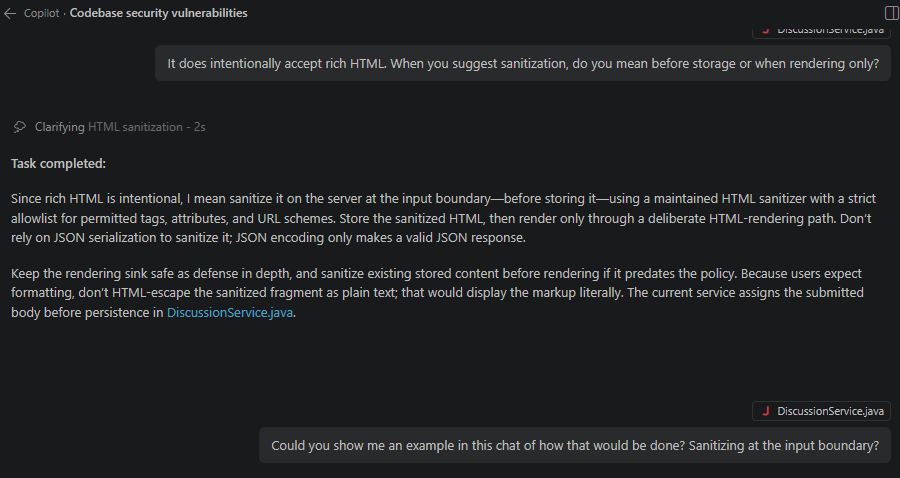 Copilot · Codebase security vulnerabilities
DiscussionService.java
It does intentionally accept rich HTML. When you suggest sanitization, do you mean before storage or when rendering only?
Clarifying HTML sanitization - 2s
Task completed:
Since rich HTML is intentional, I mean sanitize it on the server at the input boundary—before storing it—using a maintained HTML sanitizer with a strict
allowlist for permitted tags, attributes, and URL schemes. Store the sanitized HTML, then render only through a deliberate HTML-rendering path. Don't
rely on JSON serialization to sanitize it; JSON encoding only makes a valid JSON response.
Keep the rendering sink safe as defense in depth, and sanitize existing stored content before rendering if it predates the policy. Because users expect
formatting, don't HTML-escape the sanitized fragment as plain text; that would display the markup literally. The current service assigns the submitted
body before persistence in DiscussionService.java.
J DiscussionService.java
Could you show me an example in this chat of how that would be done? Sanitizing at the input boundary?